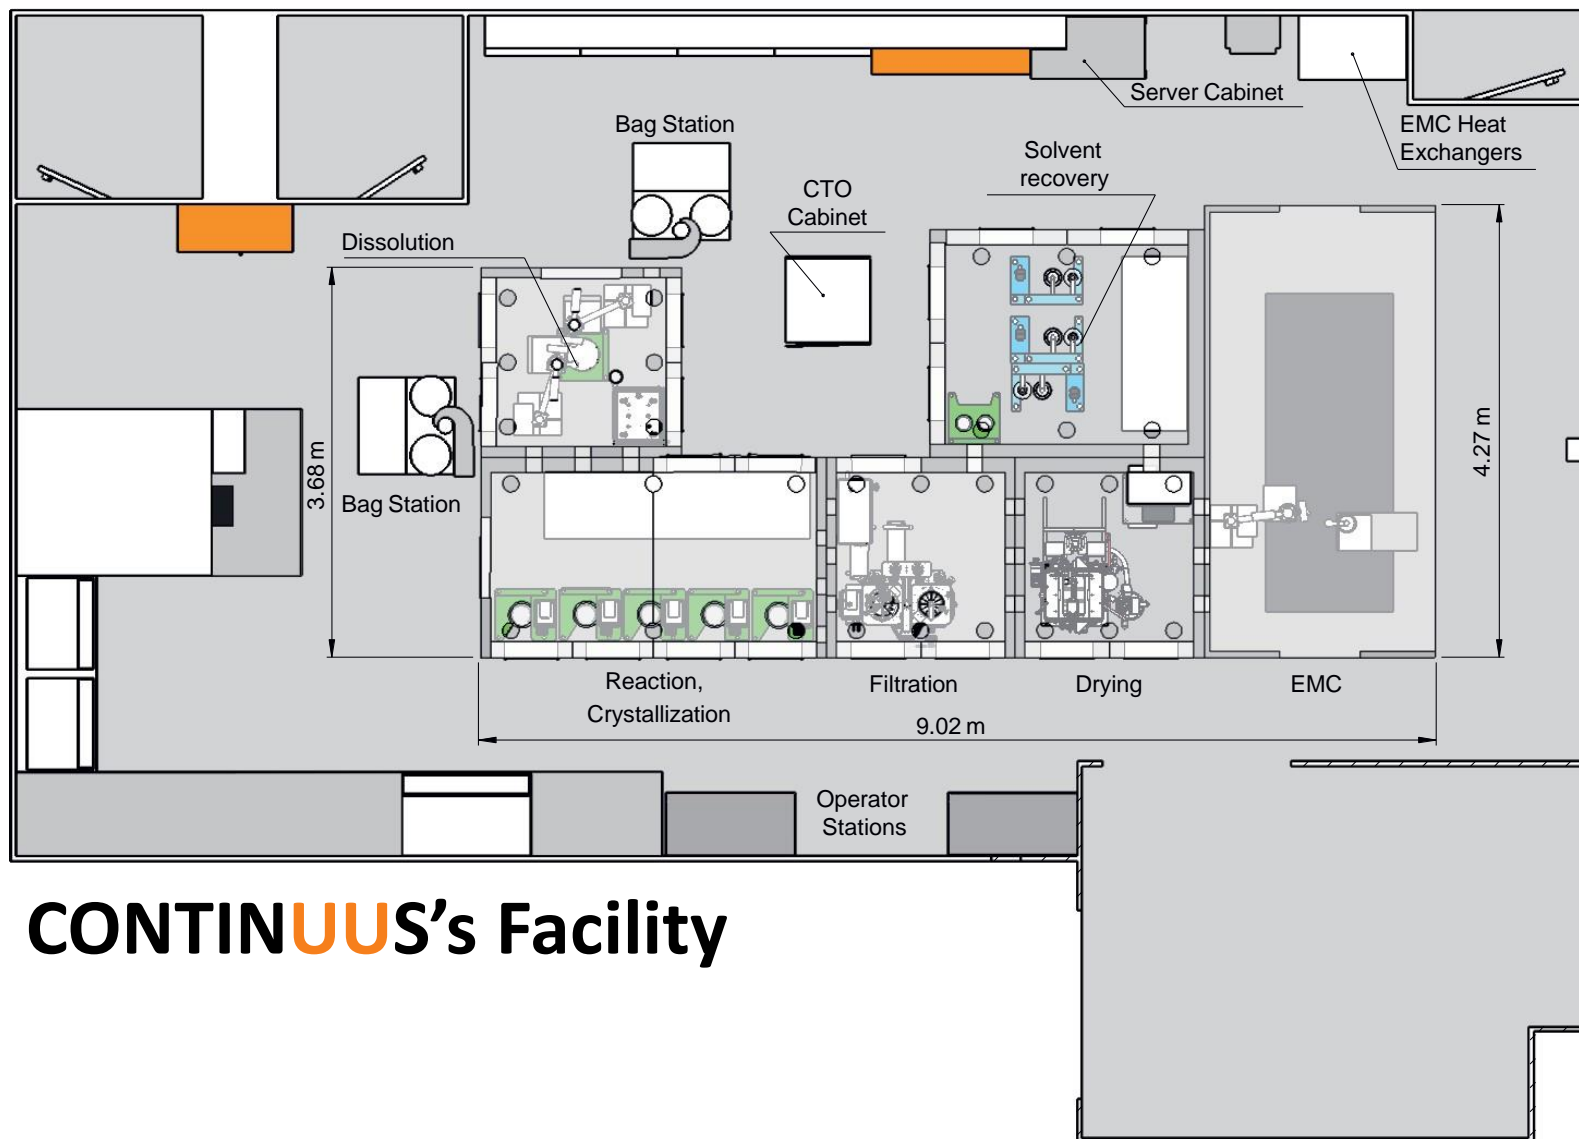 Server Cabinet
Bag Station
EMC Heat
Exchangers
Solvent
recovery
CTO
Cabinet
Dissolution
3.68 m
4.27 m
Bag Station
Reaction,
Crystallization
Filtration
Drying
EMC
9.02 m
Operator
Stations
CONTINUUS’s Facility